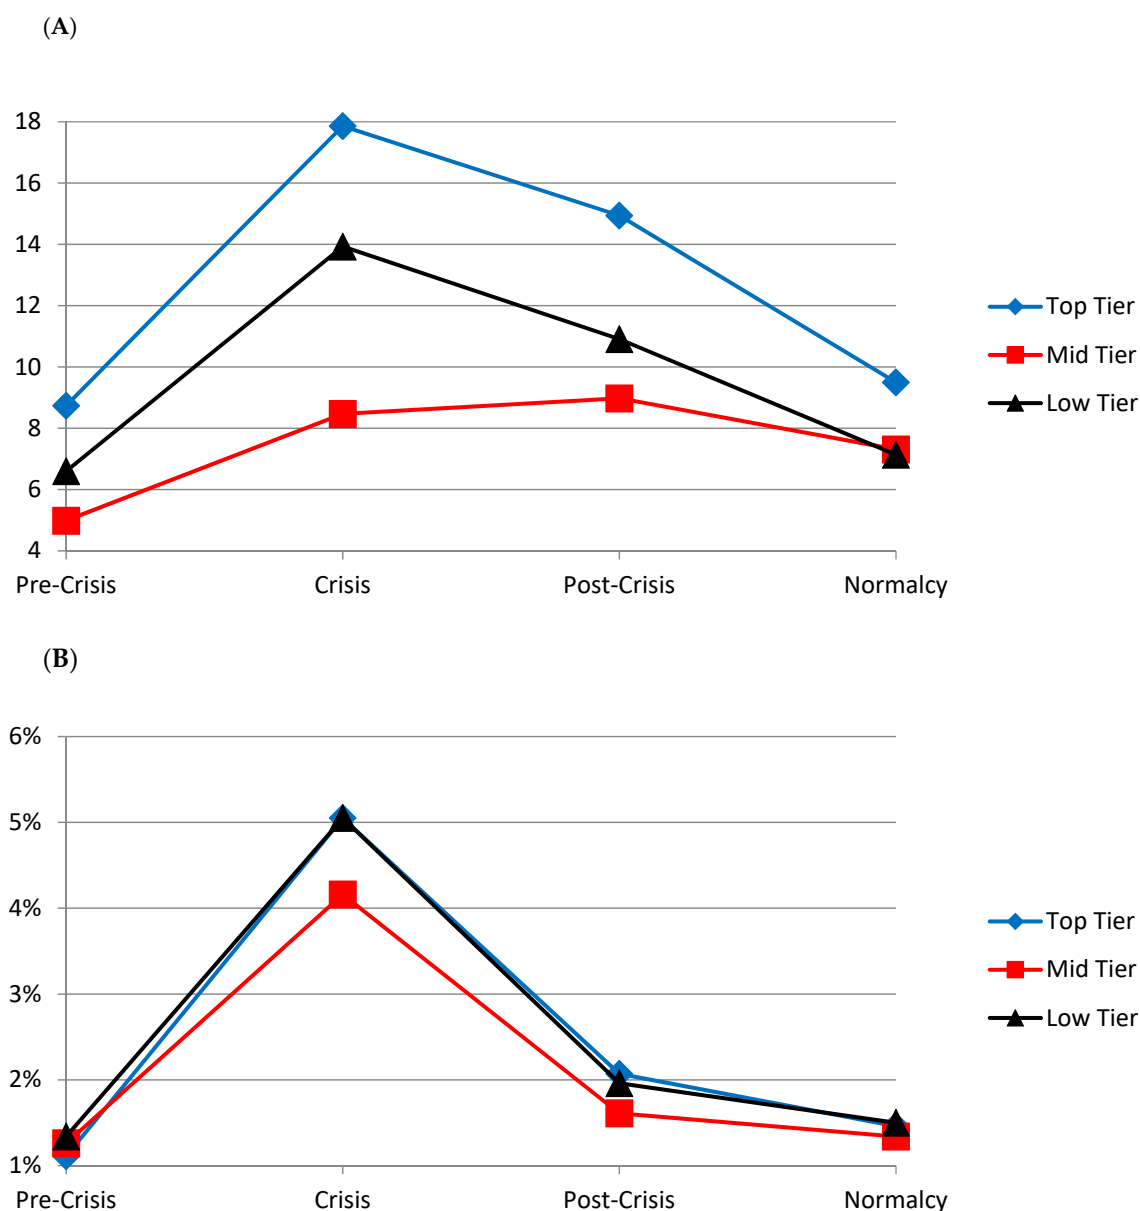 (A)
18
16
14
12
10
8
6
4
Pre-Crisis Crisis Post-Crisis Normalcy
Top Tier
Mid Tier
Low Tier
(B)
6%
5%
4%
3%
2%
1%
Pre-Crisis Crisis Post-Crisis Normalcy
Top Tier
Mid Tier
Low Tier